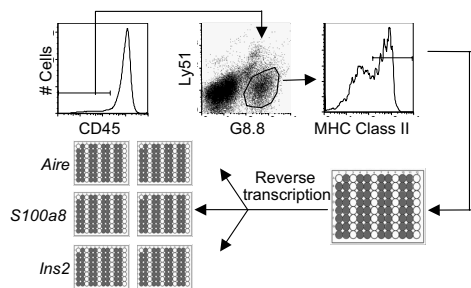 # Cells
CD45
Ly51
G8.8
MHC Class II
Aire
S100a8
Ins2
Reverse
transcription